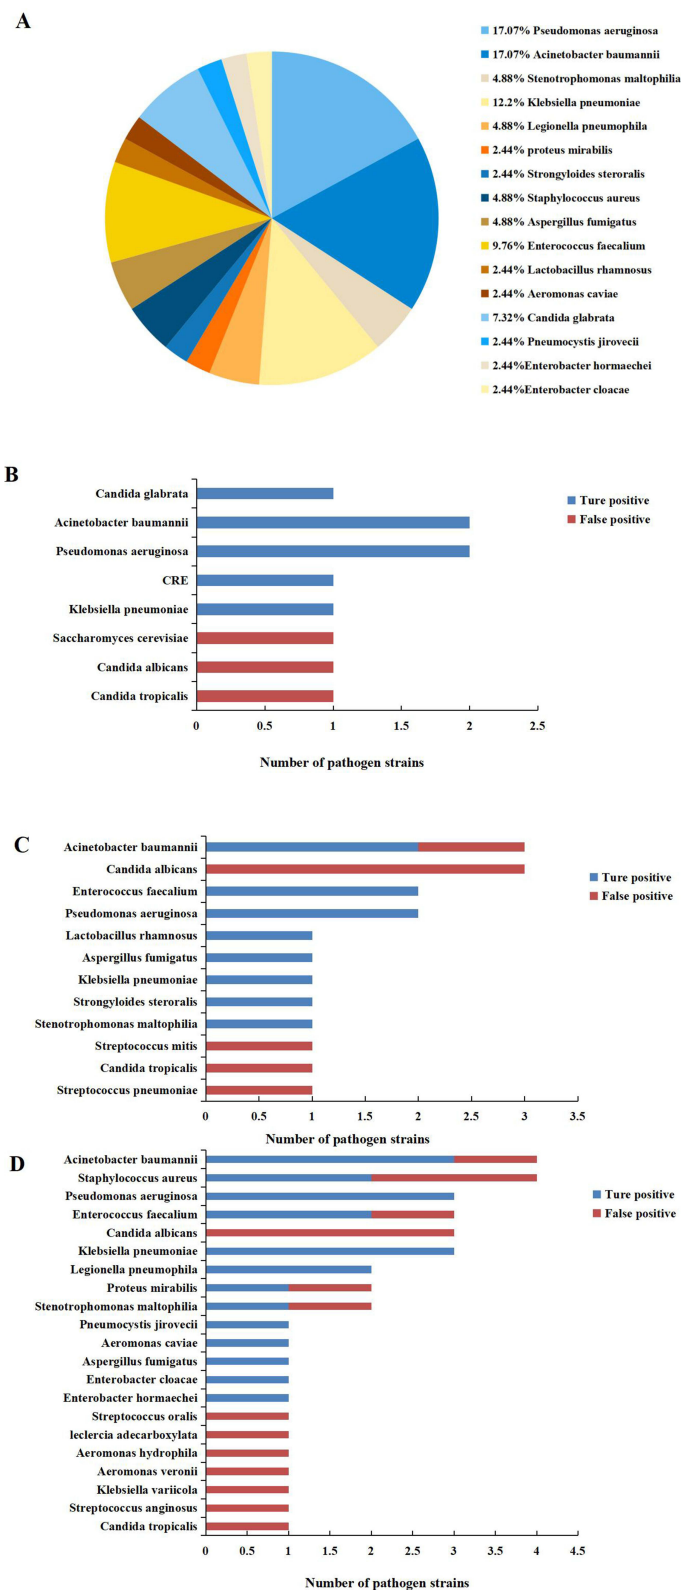 A
17.07% Pseudomonas aeruginosa
17.07% Acinetobacter baumannii
4.88% Stenotrophomonas maltophilia
12.2% Klebsiella pneumoniae
4.88% Legionella pneumophila
2.44% proteus mirabilis
2.44% Strongyloides steroralis
4.88% Staphylococcus aureus
4.88% Aspergillus fumigatus
9.76% Enterococcus faecalium
2.44% Lactobacillus rhamnosus
2.44% Aeromonas caviae
7.32% Candida glabrata
2.44% Pneumocystis jirovecii
2.44%Enterobacter hormaechei
2.44%Enterobacter cloacae
B
Candida glabrata
Acinetobacter baumannii
Pseudomonas aeruginosa
CRE
Klebsiella pneumoniae
Saccharomyces cerevisiae
Candida albicans
Candida tropicalis
Ture positive
False positive
0 0.5 1 1.5 2 2.5
Number of pathogen strains
C
Acinetobacter baumannii
Candida albicans
Enterococcus faecalium
Pseudomonas aeruginosa
Lactobacillus rhamnosus
Aspergillus fumigatus
Klebsiella pneumoniae
Strongyloides steroralis
Stenotrophomonas maltophilia
Streptococcus mitis
Candida tropicalis
Streptococcus pneumoniae
Ture positive
False positive
0 0.5 1 1.5 2 2.5 3 3.5
Number of pathogen strains
D
Acinetobacter baumannii
Staphylococcus aureus
Pseudomonas aeruginosa
Enterococcus faecalium
Candida albicans
Klebsiella pneumoniae
Legionella pneumophila
Proteus mirabilis
Stenotrophomonas maltophilia
Pneumocystis jirovecii
Aeromonas caviae
Aspergillus fumigatus
Enterobacter cloacae
Enterobacter hormaechei
Streptococcus oralis
leclercia adecarboxylata
Aeromonas hydrophila
Aeromonas veronii
Klebsiella variicola
Streptococcus anginosus
Candida tropicalis
Ture positive
False positive
0 0.5 1 1.5 2 2.5 3 3.5 4 4.5
Number of pathogen strains